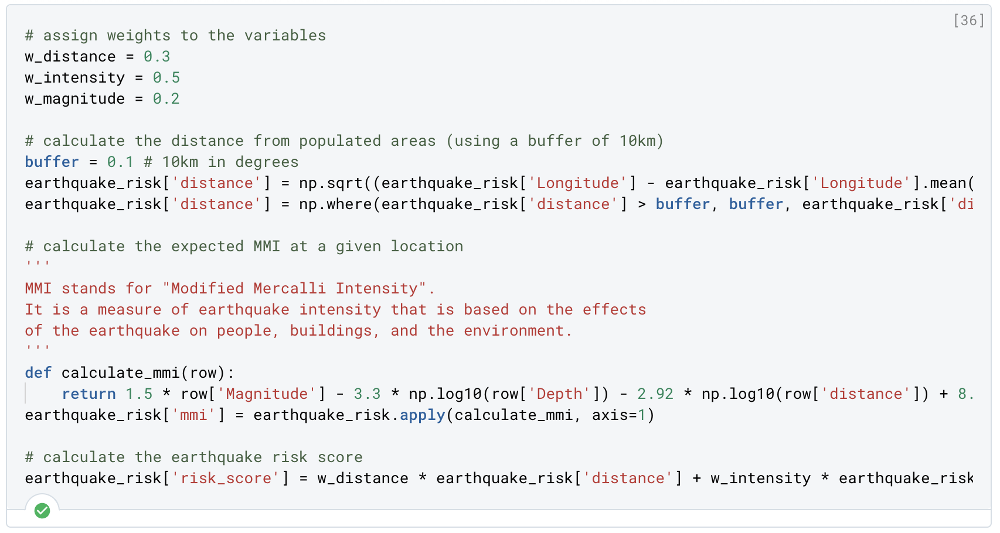 [36]
# assign weights to the variables
w_distance = 0.3
w_intensity = 0.5
w_magnitude = 0.2
# calculate the distance from populated areas (using a buffer of 10km)
buffer = 0.1 # 10km in degrees
earthquake_risk['distance'] = np.sqrt((earthquake_risk['Longitude'] - earthquake_risk['Longitude'].mean(
earthquake_risk['distance'] = np.where(earthquake_risk['distance'] > buffer, buffer, earthquake_risk['di
# calculate the expected MMI at a given location
'''
MMI stands for "Modified Mercalli Intensity".
It is a measure of earthquake intensity that is based on the effects
of the earthquake on people, buildings, and the environment.
'''
def calculate_mmi(row):
    return 1.5 * row['Magnitude'] - 3.3 * np.log10(row['Depth']) - 2.92 * np.log10(row['distance']) + 8.
earthquake_risk['mmi'] = earthquake_risk.apply(calculate_mmi, axis=1)
# calculate the earthquake risk score
earthquake_risk['risk_score'] = w_distance * earthquake_risk['distance'] + w_intensity * earthquake_risk